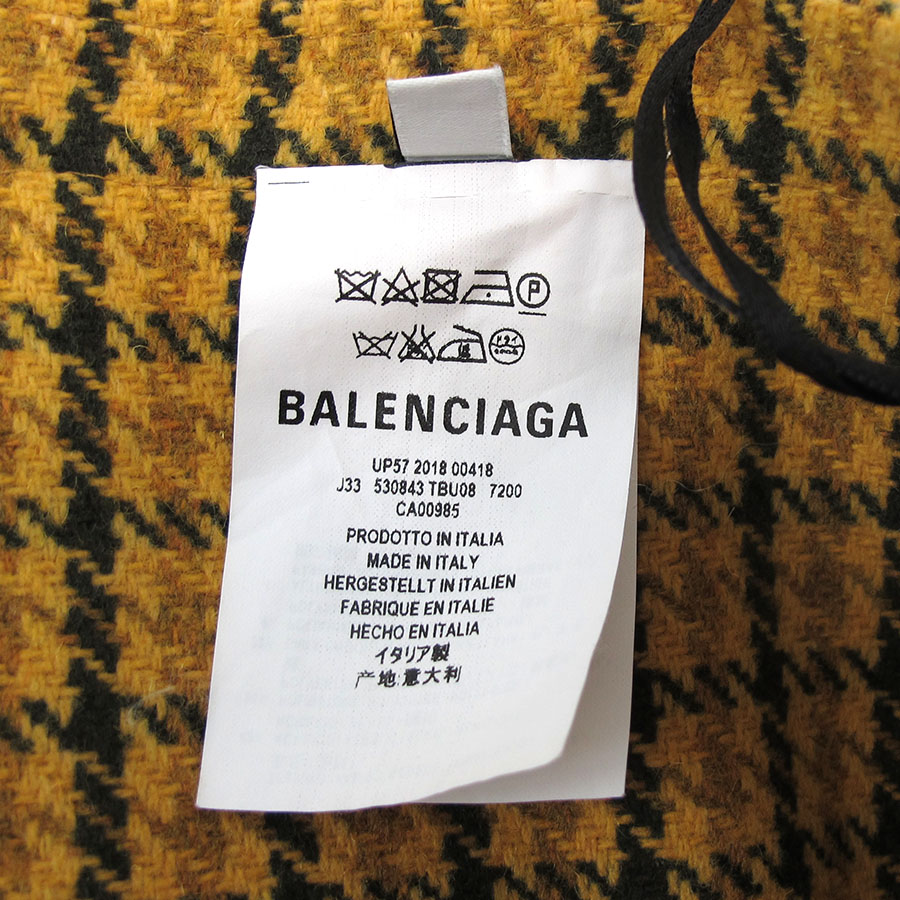 P
BALENCIAGA
UP57 2018 00418
J33 530843 TBU08 7200
CA00985
PRODOTTO IN ITALIA
MADE IN ITALY
HERGESTELLT IN ITALIEN
FABRIQUE EN ITALIE
HECHO EN ITALIA
イタリア製
产地:意大利